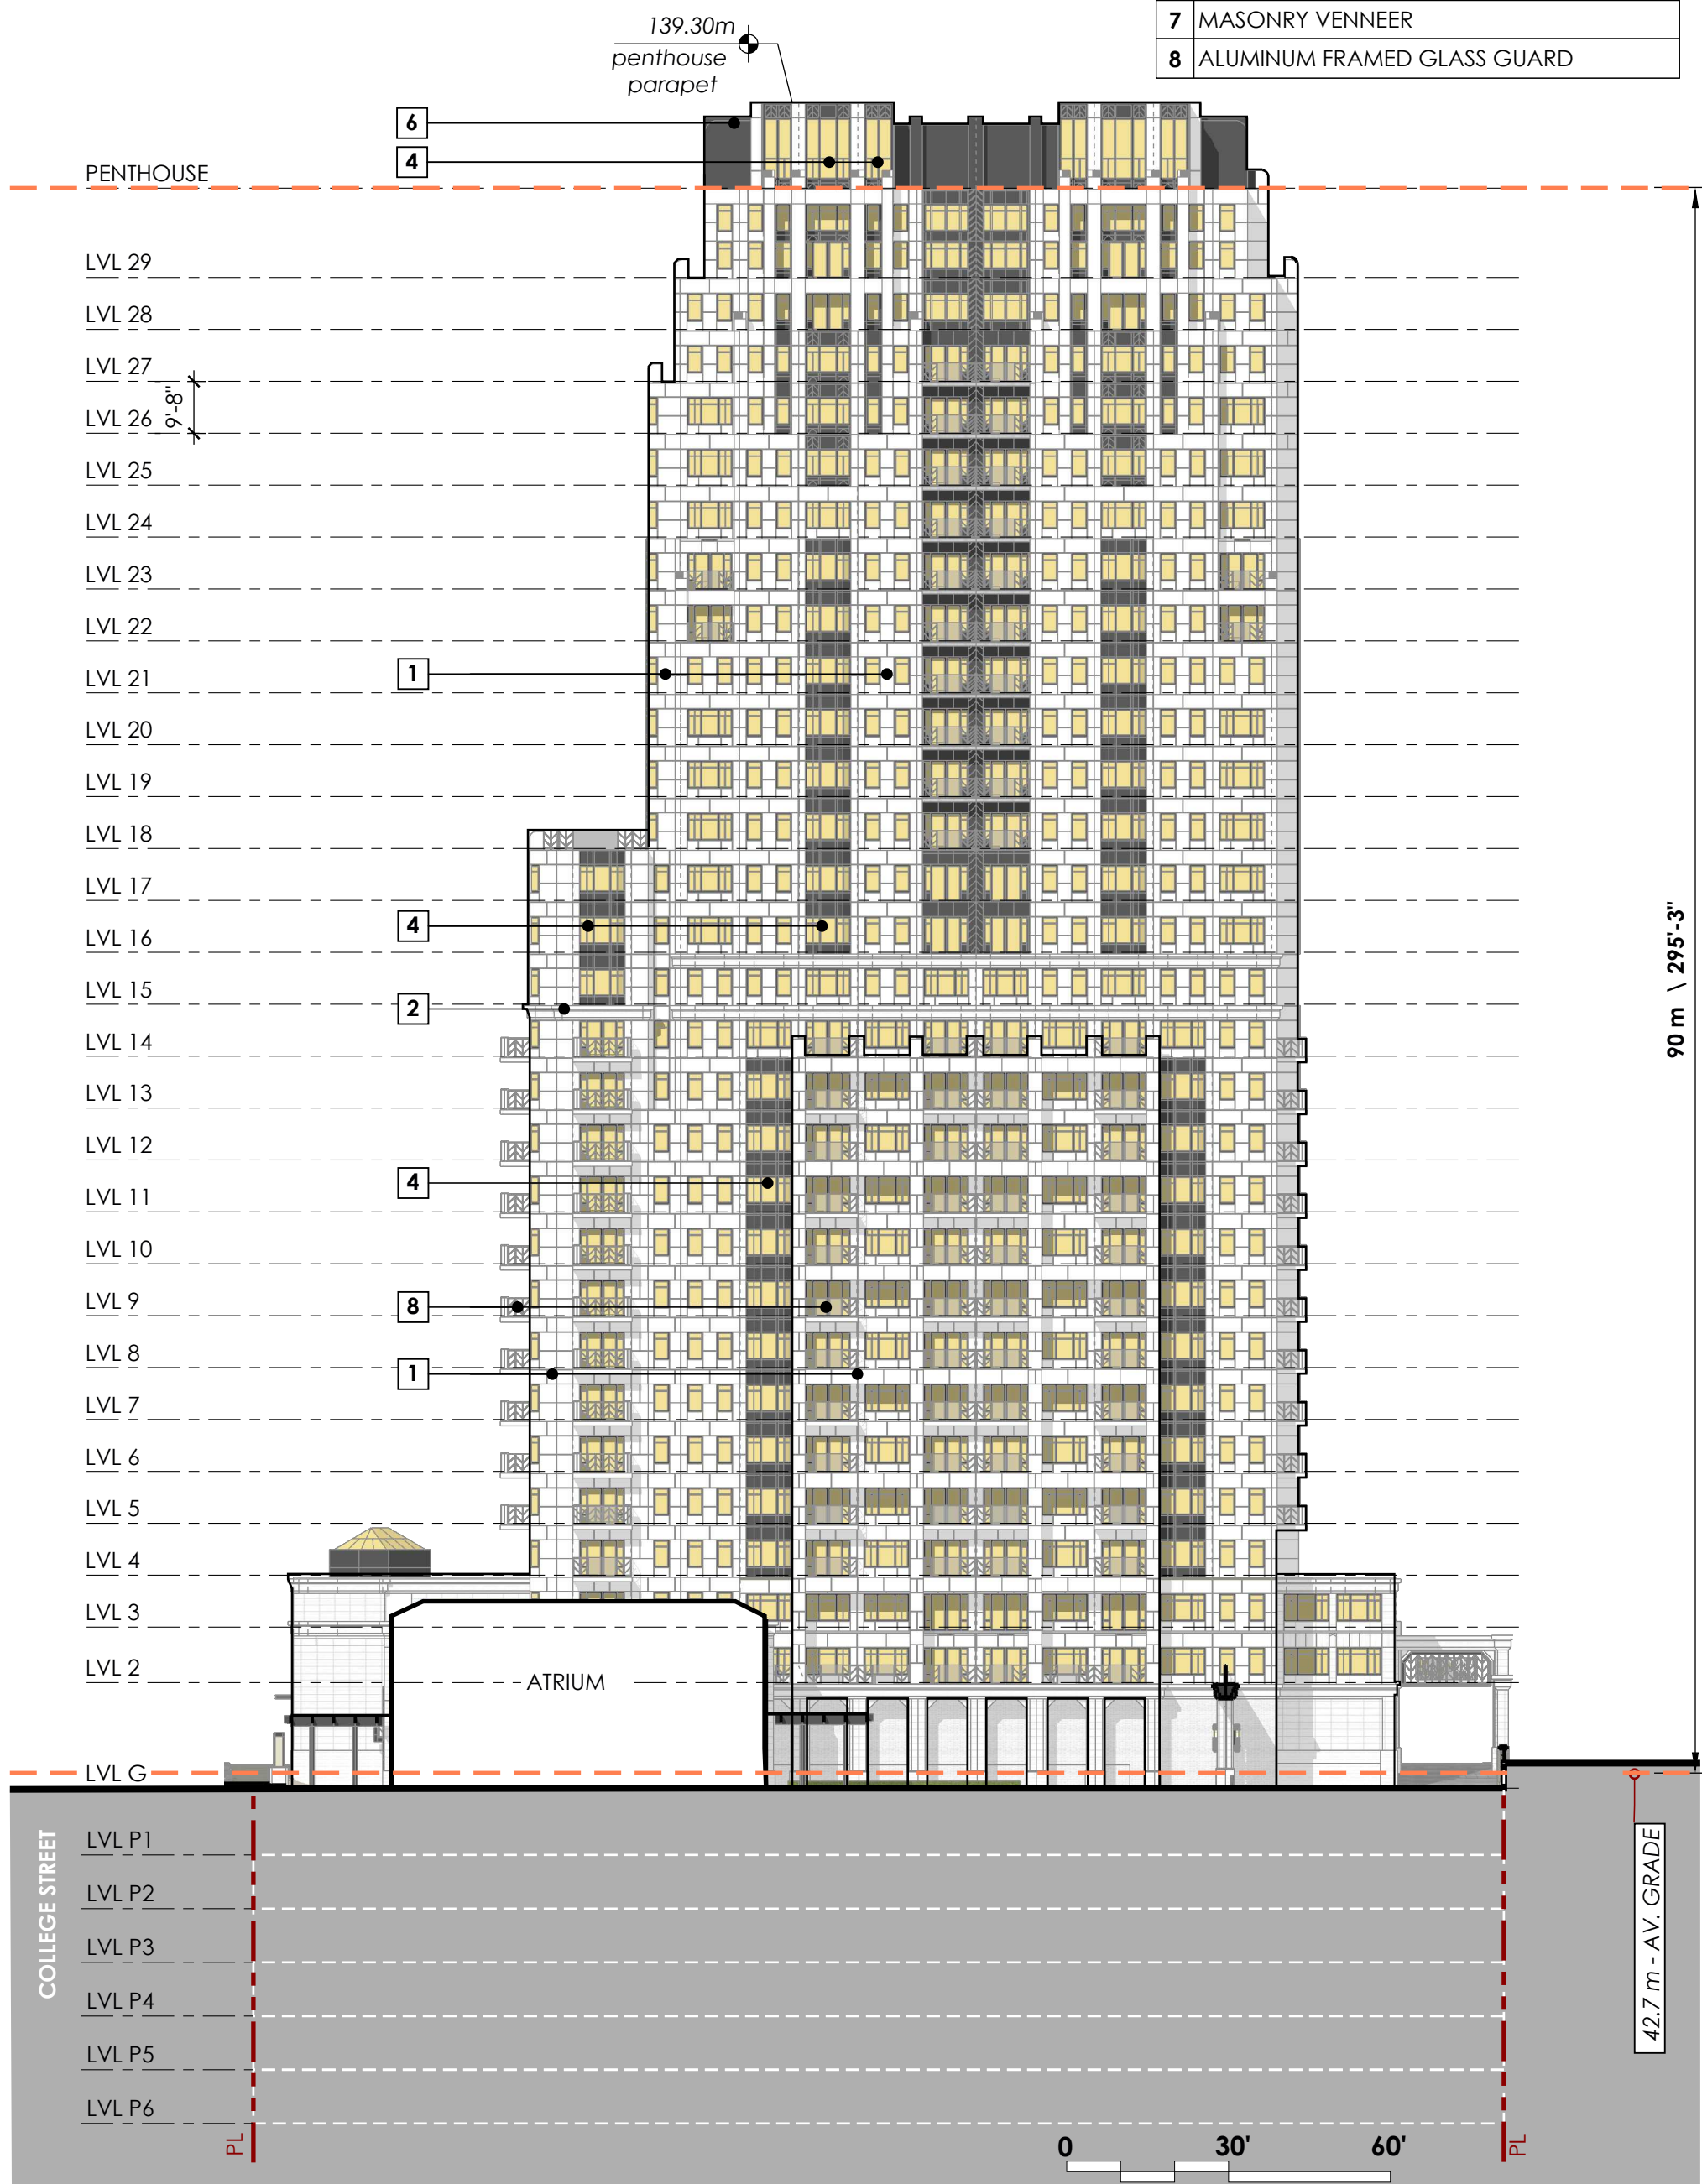 7 MASONRY VENNEER
8 ALUMINUM FRAMED GLASS GUARD
139.30m
penthouse
parapet
6
4
PENTHOUSE
LVL 29
LVL 28
LVL 27
9'-8"
LVL 26
LVL 25
LVL 24
LVL 23
LVL 22
1
LVL 21
LVL 20
LVL 19
LVL 18
LVL 17
4
LVL 16
90 m \ 295'-3"
LVL 15
2
LVL 14
LVL 13
LVL 12
4
LVL 11
LVL 10
LVL 9
8
LVL 8
1
LVL 7
LVL 6
LVL 5
LVL 4
LVL 3
LVL 2
ATRIUM
LVL G
COLLEGE STREET
LVL P1
LVL P2
LVL P3
LVL P4
LVL P5
LVL P6
42.7 m - AV. GRADE
PL
0 30' 60'
PL